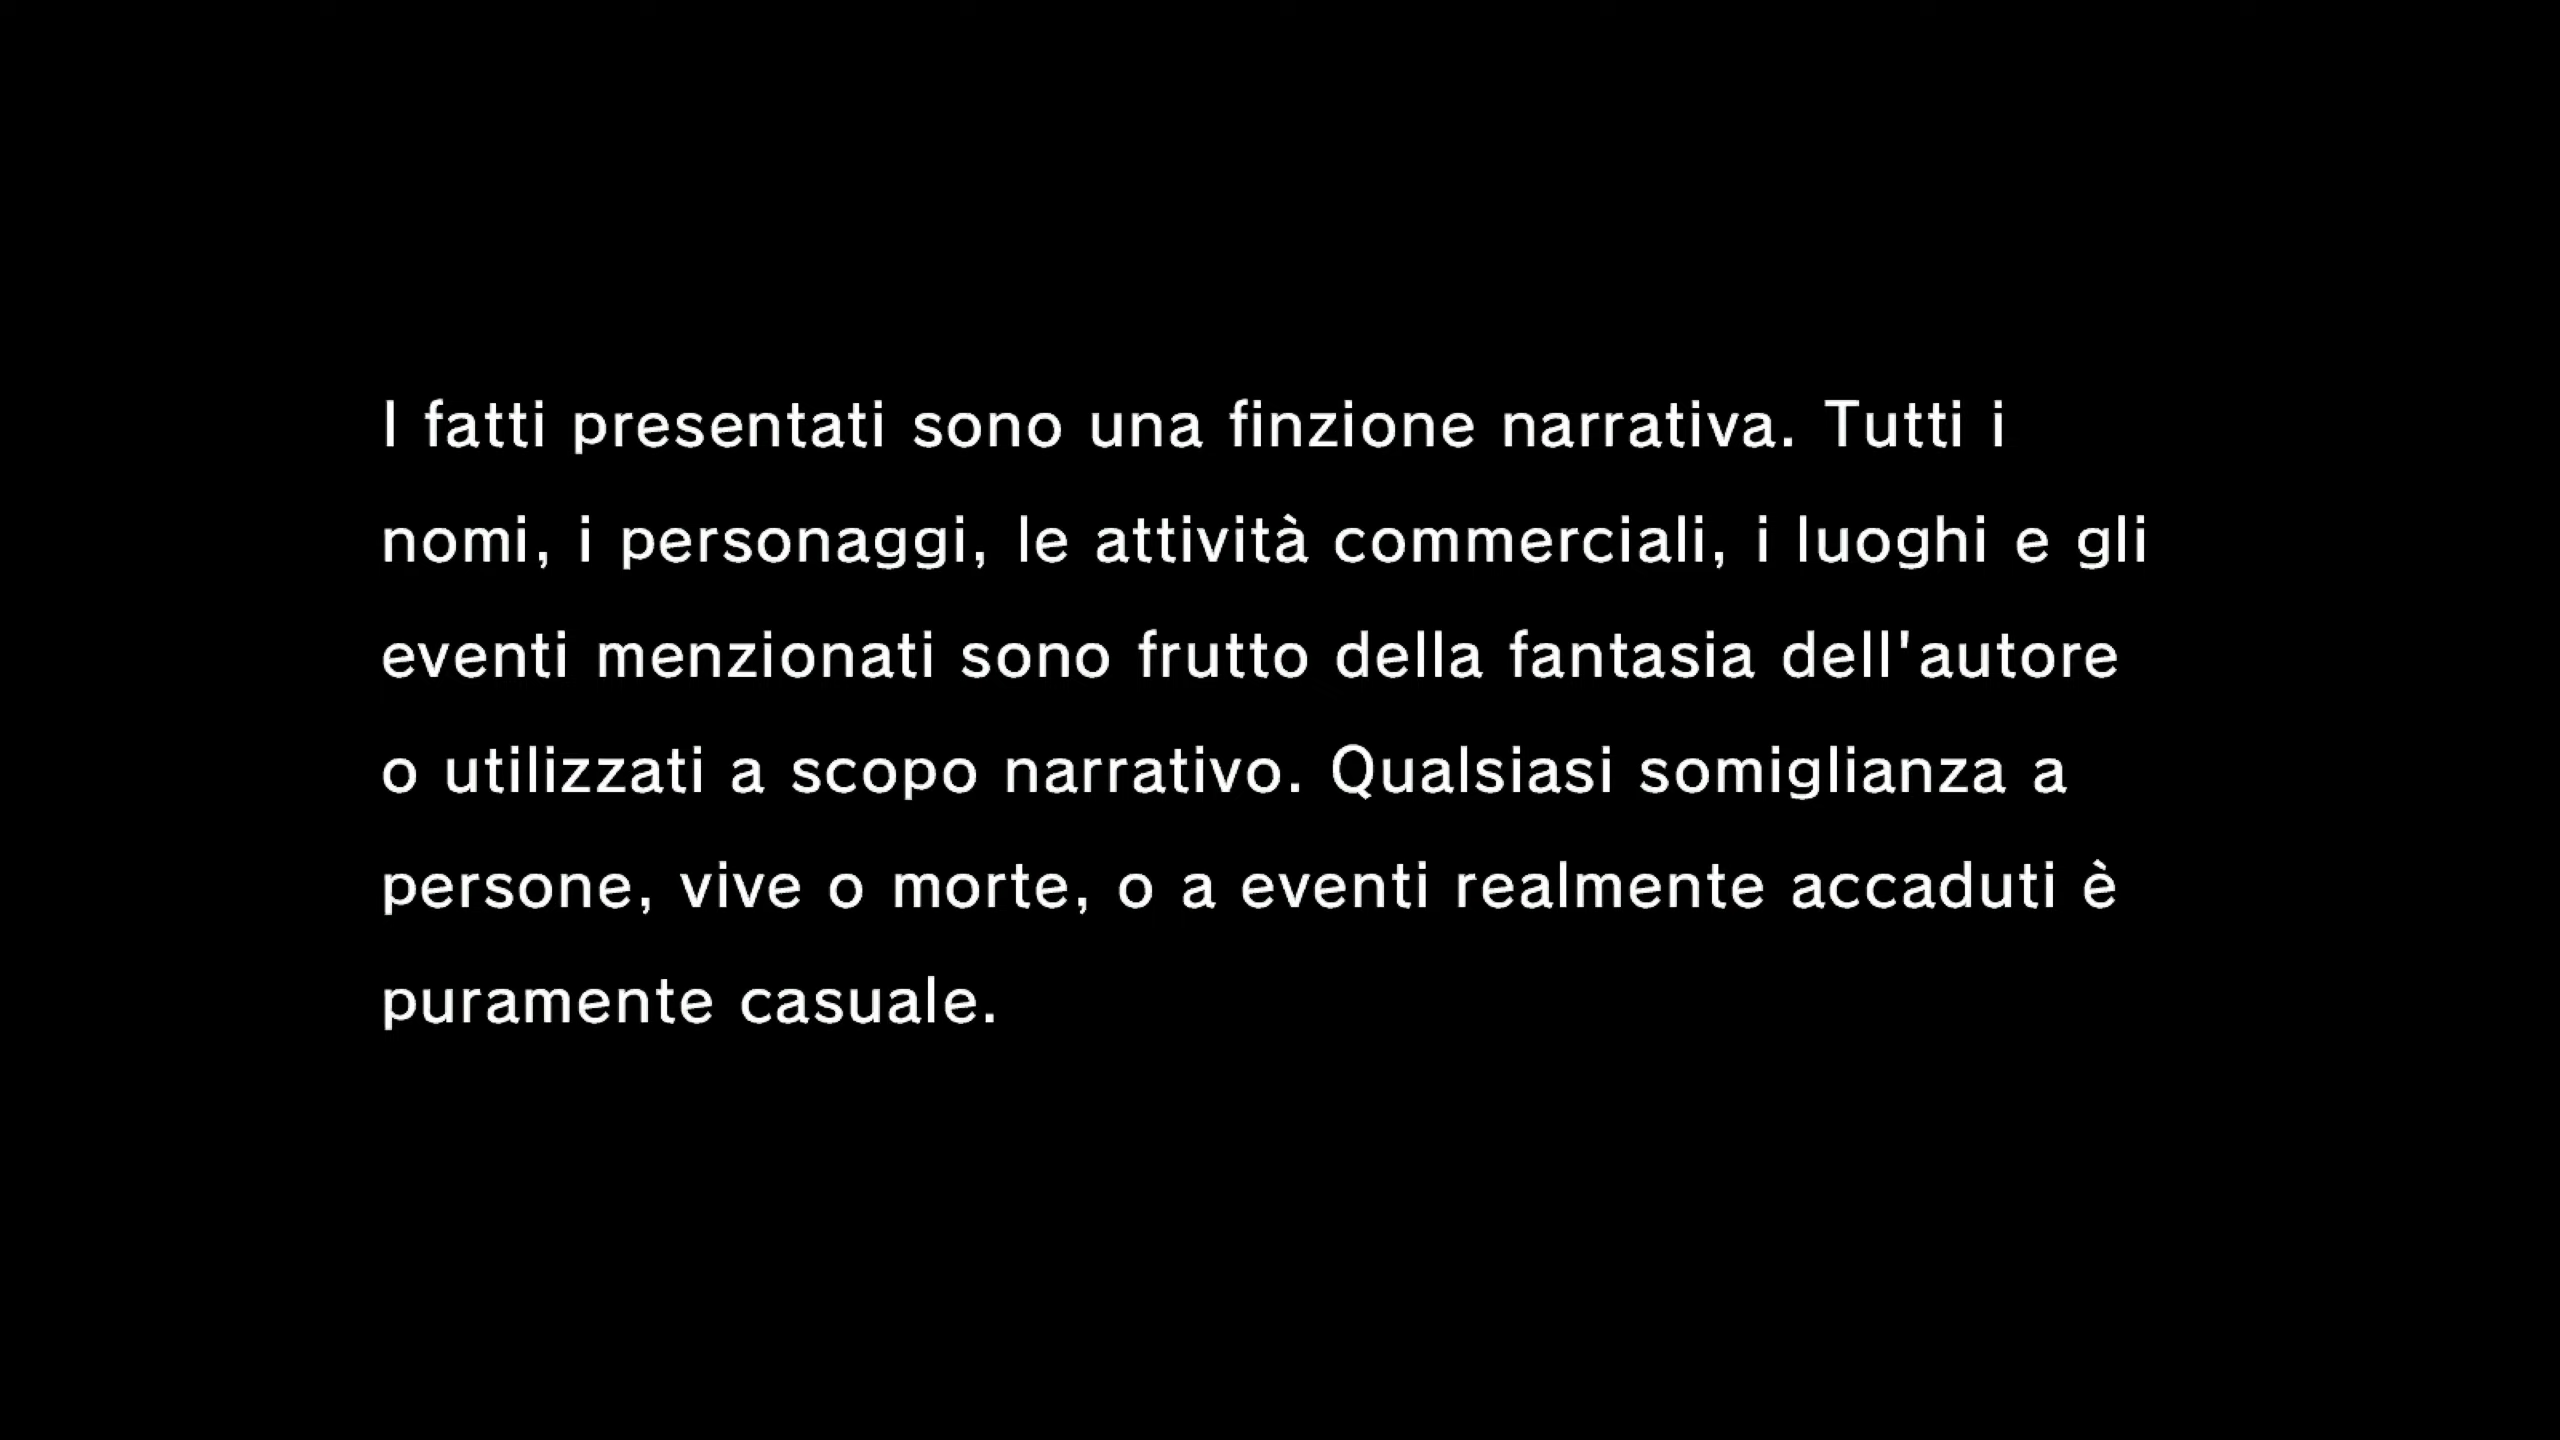 I fatti presentati sono una finzione narrativa. Tutti i
nomi, i personaggi, le attività commerciali, i luoghi e gli
eventi menzionati sono frutto della fantasia dell'autore
o utilizzati a scopo narrativo. Qualsiasi somiglianza a
persone, vive o morte, o a eventi realmente accaduti è
puramente casuale.